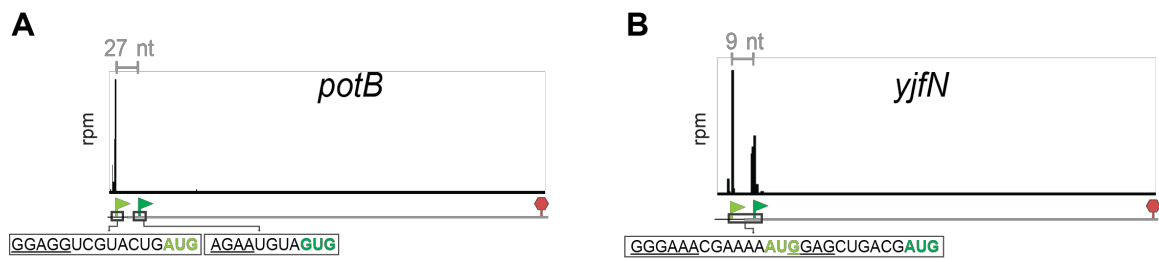 A
27 nt
potB
rpm
GGAGGUCGUACUGAUG
AGAAUGUAGUG
B
9 nt
yjfN
rpm
GGGAAACGAAAAAUGGAGCUGACGAUG